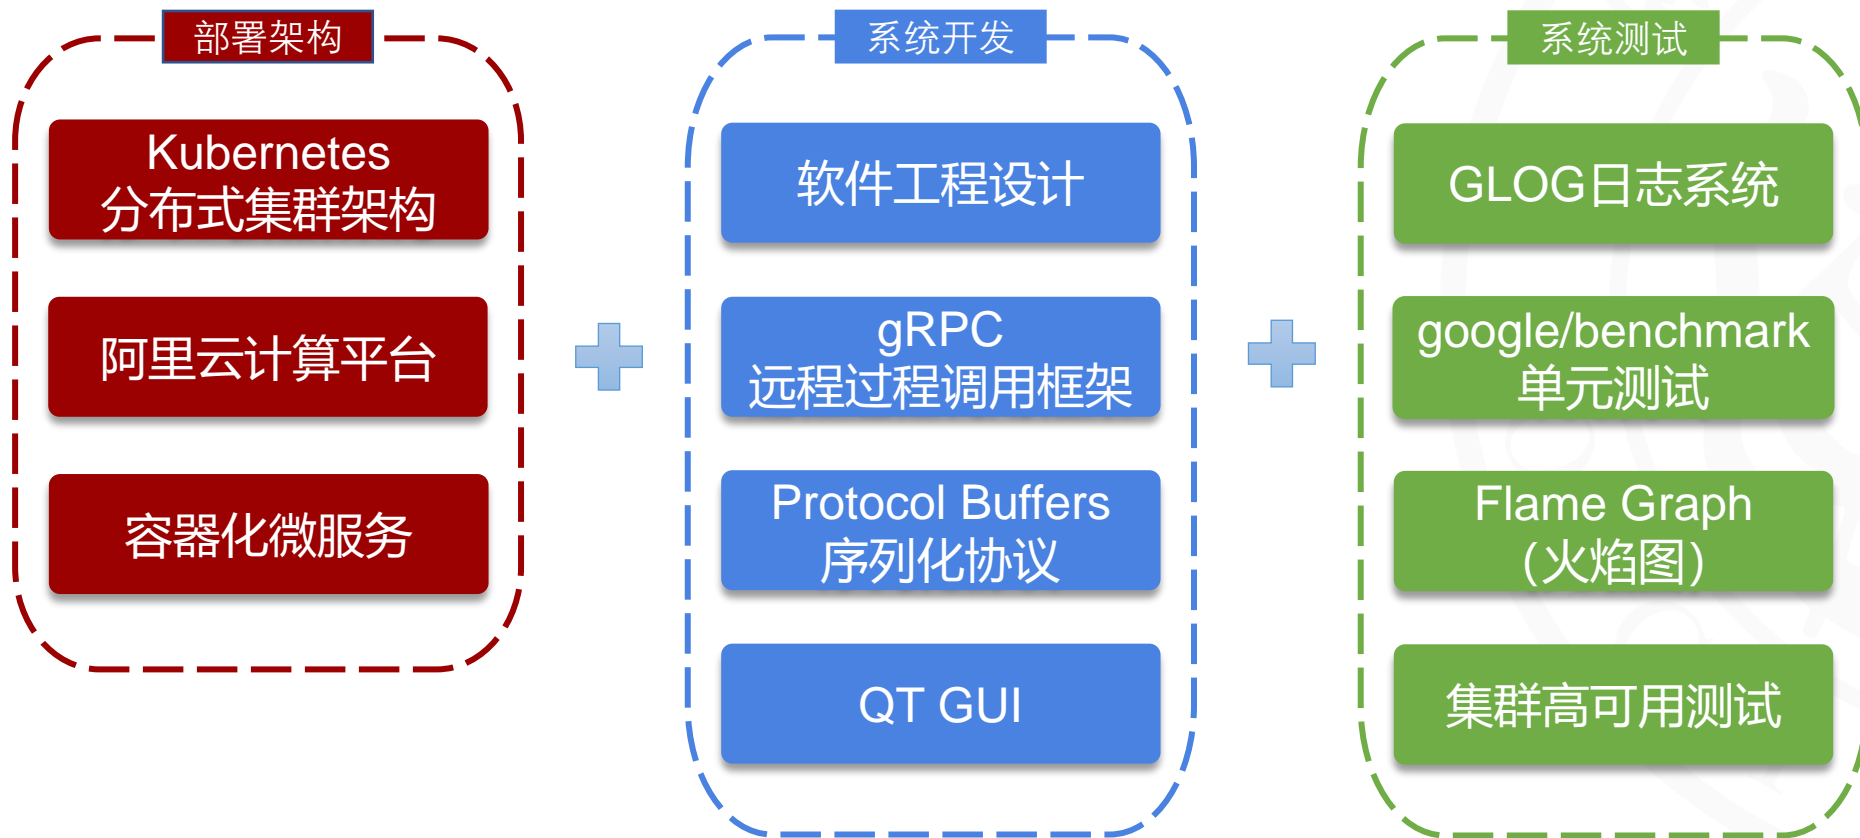 部署架构
Kubernetes
分布式集群架构
阿里云计算平台
容器化微服务
系统开发
软件工程设计
gRPC
远程过程调用框架
Protocol Buffers
序列化协议
QT GUI
系统测试
GLOG日志系统
google/benchmark
单元测试
Flame Graph
（火焰图）
集群高可用测试